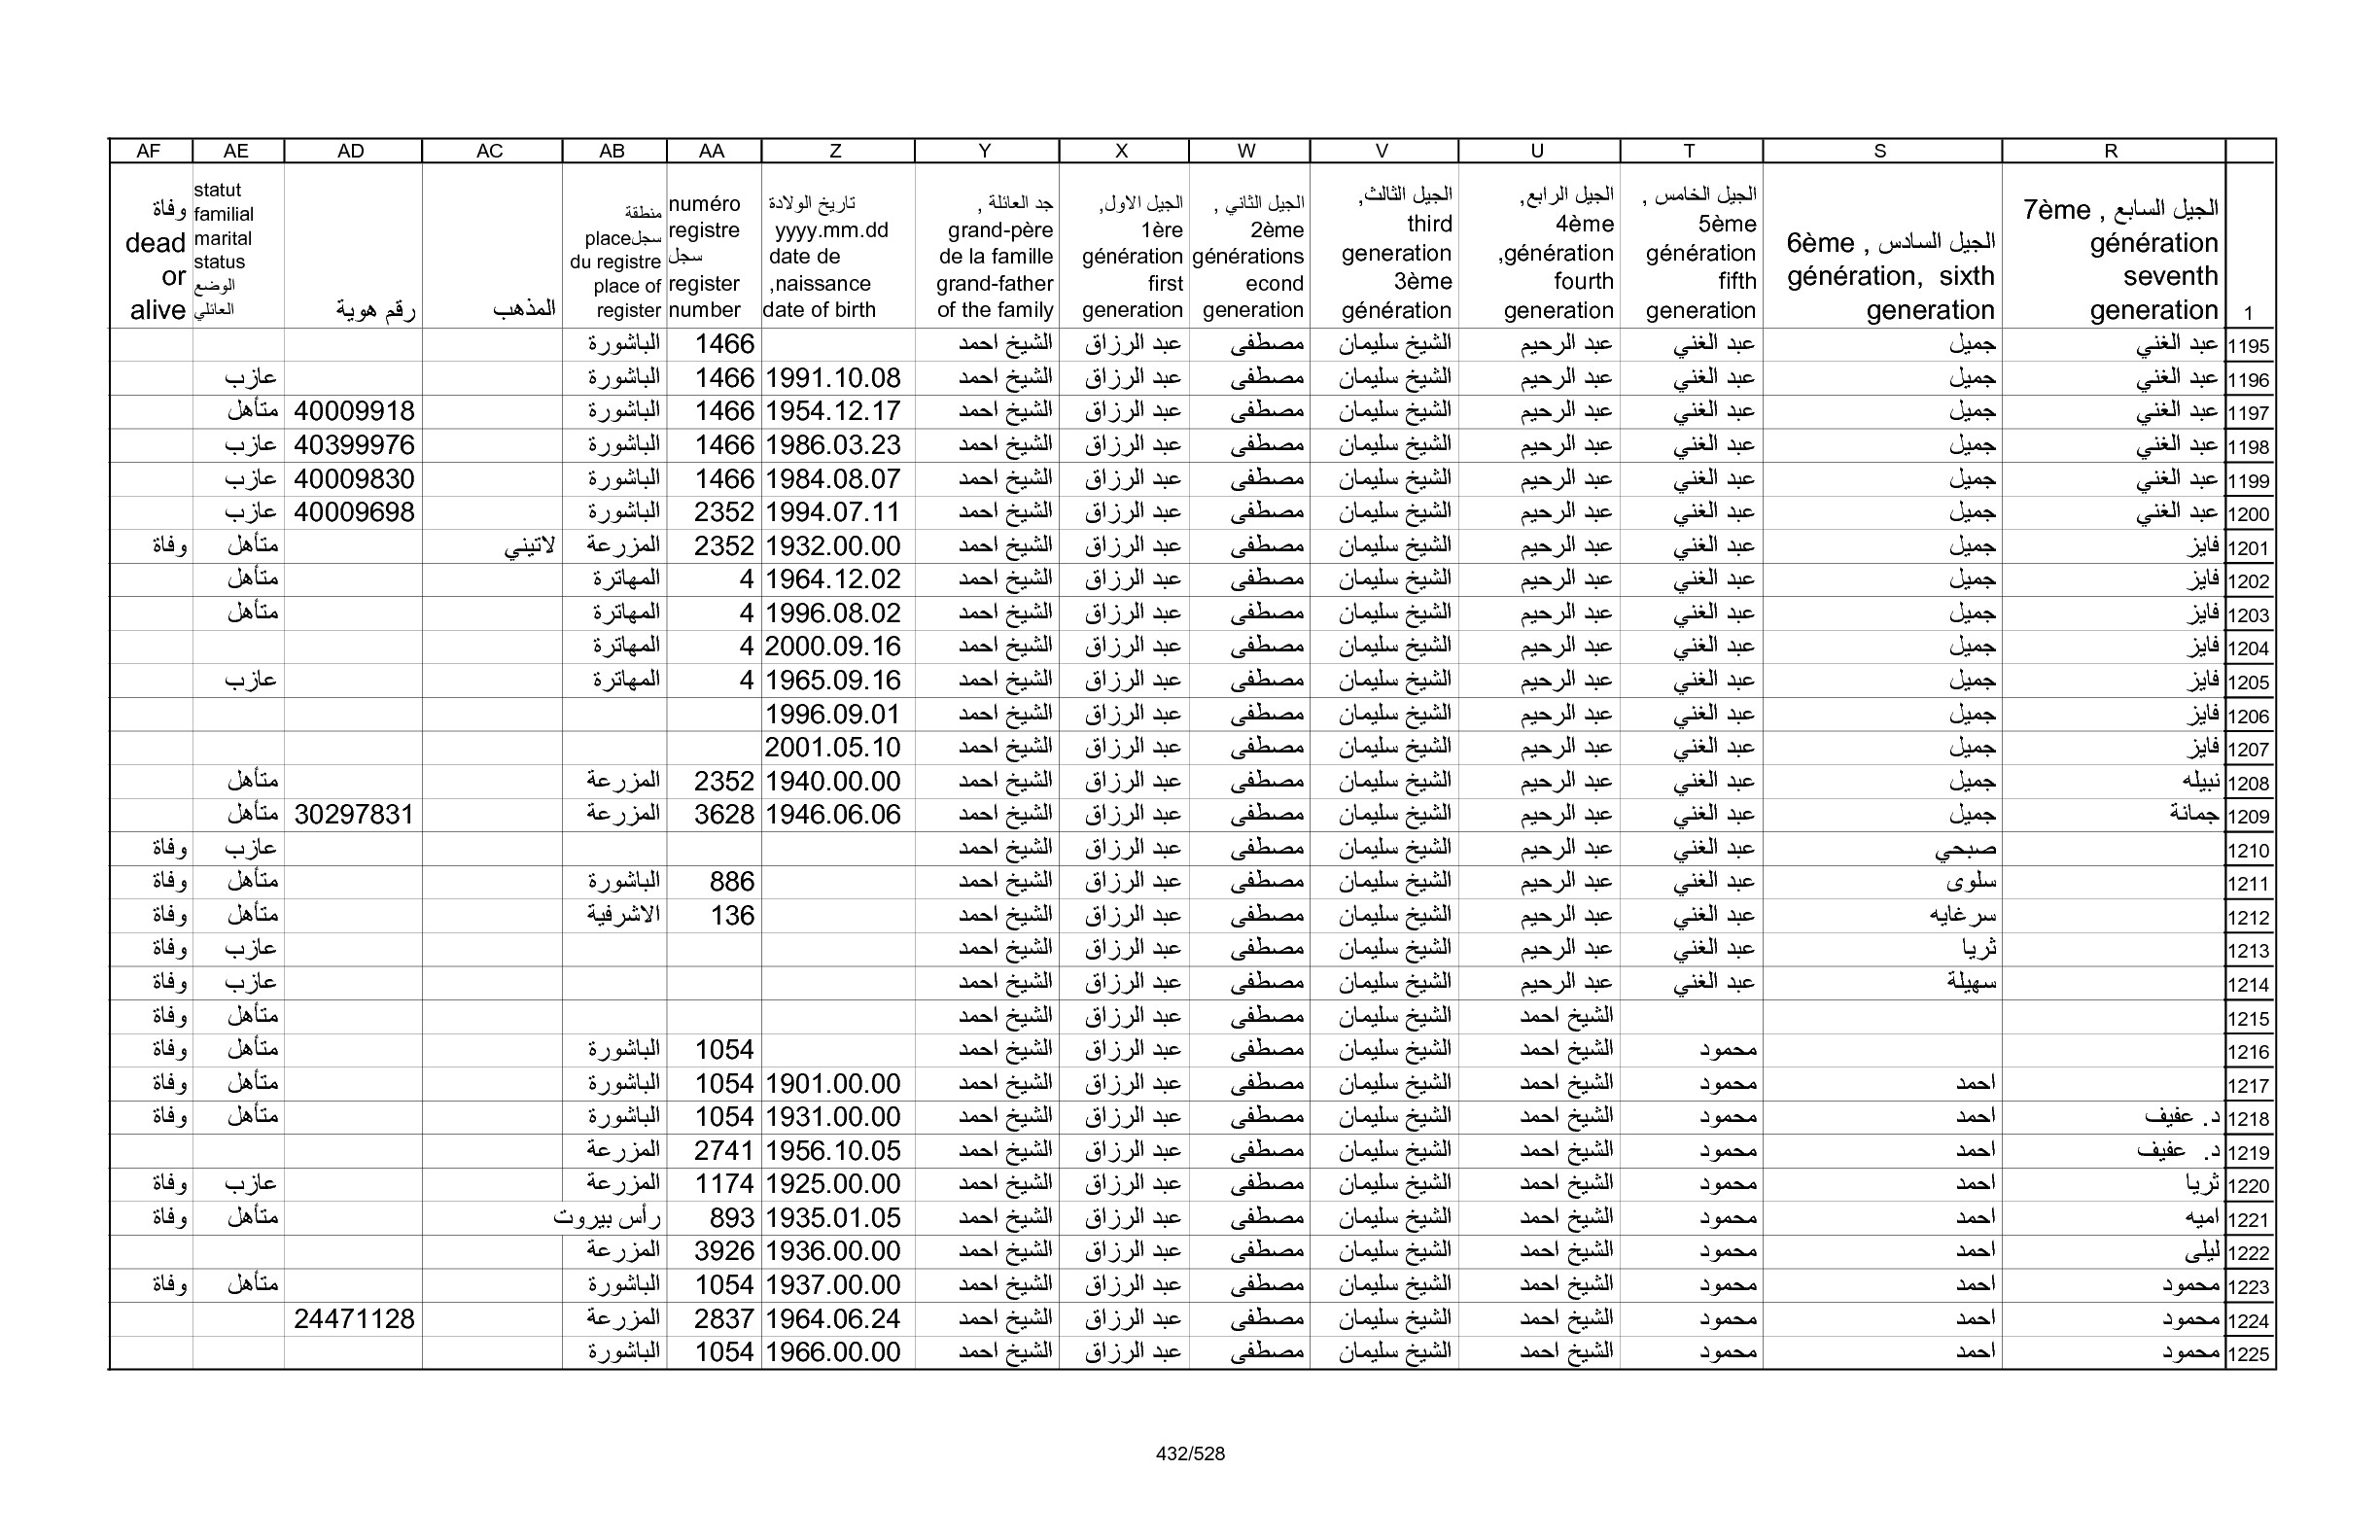 R S T U V W X Y Z AA AB AC AD AE AF
1 الجيل السابع , 7ème génération seventh generation الجيل السادس , 6ème génération, sixth generation الجيل الخامس , 5ème génération fifth generation الجيل الرابع, 4ème génération, fourth generation الجيل الثالث, third generation 3ème génération الجيل الثاني , 2ème générations econd generation الجيل الاول, 1ère génération first generation جد العائلة , grand-père de la famille grand-father of the family تاريخ الولادة yyyy.mm.dd date de naissance, date of birth numéro registre سجل register number منطقة سجل place du registre place of register المذهب رقم هوية statut familial marital status الوضع العائلي وفاة dead or alive
1195 عبد الغني جميل عبد الغني عبد الرحيم الشيخ سليمان مصطفى عبد الرزاق الشيخ احمد 1466 الباشورة
1196 عبد الغني جميل عبد الغني عبد الرحيم الشيخ سليمان مصطفى عبد الرزاق الشيخ احمد 1991.10.08 1466 الباشورة عازب
1197 عبد الغني جميل عبد الغني عبد الرحيم الشيخ سليمان مصطفى عبد الرزاق الشيخ احمد 1954.12.17 1466 الباشورة 40009918 متأهل
1198 عبد الغني جميل عبد الغني عبد الرحيم الشيخ سليمان مصطفى عبد الرزاق الشيخ احمد 1986.03.23 1466 الباشورة 40399976 عازب
1199 عبد الغني جميل عبد الغني عبد الرحيم الشيخ سليمان مصطفى عبد الرزاق الشيخ احمد 1984.08.07 1466 الباشورة 40009830 عازب
1200 عبد الغني جميل عبد الغني عبد الرحيم الشيخ سليمان مصطفى عبد الرزاق الشيخ احمد 1994.07.11 2352 الباشورة 40009698 عازب
1201 فايز جميل عبد الغني عبد الرحيم الشيخ سليمان مصطفى عبد الرزاق الشيخ احمد 1932.00.00 2352 المزرعة لاتيني متأهل وفاة
1202 فايز جميل عبد الغني عبد الرحيم الشيخ سليمان مصطفى عبد الرزاق الشيخ احمد 1964.12.02 4 المهاترة متأهل
1203 فايز جميل عبد الغني عبد الرحيم الشيخ سليمان مصطفى عبد الرزاق الشيخ احمد 1996.08.02 4 المهاترة متأهل
1204 فايز جميل عبد الغني عبد الرحيم الشيخ سليمان مصطفى عبد الرزاق الشيخ احمد 2000.09.16 4 المهاترة
1205 فايز جميل عبد الغني عبد الرحيم الشيخ سليمان مصطفى عبد الرزاق الشيخ احمد 1965.09.16 4 المهاترة عازب
1206 فايز جميل عبد الغني عبد الرحيم الشيخ سليمان مصطفى عبد الرزاق الشيخ احمد 1996.09.01
1207 فايز جميل عبد الغني عبد الرحيم الشيخ سليمان مصطفى عبد الرزاق الشيخ احمد 2001.05.10
1208 نبيله جميل عبد الغني عبد الرحيم الشيخ سليمان مصطفى عبد الرزاق الشيخ احمد 1940.00.00 2352 المزرعة متأهل
1209 جمانة جميل عبد الغني عبد الرحيم الشيخ سليمان مصطفى عبد الرزاق الشيخ احمد 1946.06.06 3628 المزرعة 30297831 متأهل
1210 صبحي عبد الغني عبد الرحيم الشيخ سليمان مصطفى عبد الرزاق الشيخ احمد عازب وفاة
1211 سلوى عبد الغني عبد الرحيم الشيخ سليمان مصطفى عبد الرزاق الشيخ احمد 886 الباشورة متأهل وفاة
1212 سرغايه عبد الغني عبد الرحيم الشيخ سليمان مصطفى عبد الرزاق الشيخ احمد 136 الاشرفية متأهل وفاة
1213 ثريا عبد الغني عبد الرحيم الشيخ سليمان مصطفى عبد الرزاق الشيخ احمد عازب وفاة
1214 سهيلة عبد الغني عبد الرحيم الشيخ سليمان مصطفى عبد الرزاق الشيخ احمد عازب وفاة
1215 الشيخ احمد الشيخ سليمان مصطفى عبد الرزاق الشيخ احمد متأهل وفاة
1216 محمود الشيخ احمد الشيخ سليمان مصطفى عبد الرزاق الشيخ احمد 1054 الباشورة متأهل وفاة
1217 احمد محمود الشيخ احمد الشيخ سليمان مصطفى عبد الرزاق الشيخ احمد 1901.00.00 1054 الباشورة متأهل وفاة
1218 د. عفيف احمد محمود الشيخ احمد الشيخ سليمان مصطفى عبد الرزاق الشيخ احمد 1931.00.00 1054 الباشورة متأهل وفاة
1219 د. عفيف احمد محمود الشيخ احمد الشيخ سليمان مصطفى عبد الرزاق الشيخ احمد 1956.10.05 2741 المزرعة
1220 ثريا احمد محمود الشيخ احمد الشيخ سليمان مصطفى عبد الرزاق الشيخ احمد 1925.00.00 1174 المزرعة عازب وفاة
1221 اميه احمد محمود الشيخ احمد الشيخ سليمان مصطفى عبد الرزاق الشيخ احمد 1935.01.05 893 رأس بيروت متأهل وفاة
1222 ليلى احمد محمود الشيخ احمد الشيخ سليمان مصطفى عبد الرزاق الشيخ احمد 1936.00.00 3926 المزرعة
1223 محمود احمد محمود الشيخ احمد الشيخ سليمان مصطفى عبد الرزاق الشيخ احمد 1937.00.00 1054 الباشورة متأهل وفاة
1224 محمود احمد محمود الشيخ احمد الشيخ سليمان مصطفى عبد الرزاق الشيخ احمد 1964.06.24 2837 المزرعة 24471128
1225 محمود احمد محمود الشيخ احمد الشيخ سليمان مصطفى عبد الرزاق الشيخ احمد 1966.00.00 1054 الباشورة
432/528